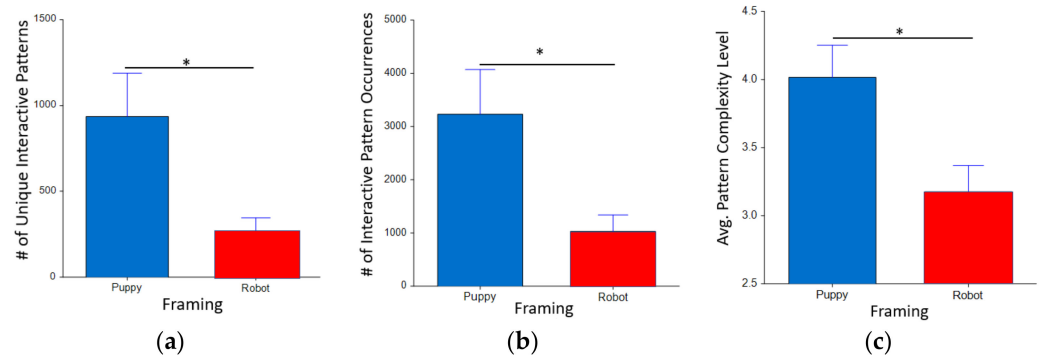 # of Unique Interactive Patterns
1500
1000
500
0
*
Puppy
Robot
Framing
(a)
# of Interactive Pattern Occurrences
5000
4000
3000
2000
1000
0
*
Puppy
Robot
Framing
(b)
Avg. Pattern Complexity Level
4.5
4.0
3.5
3.0
2.5
*
Puppy
Robot
Framing
(c)